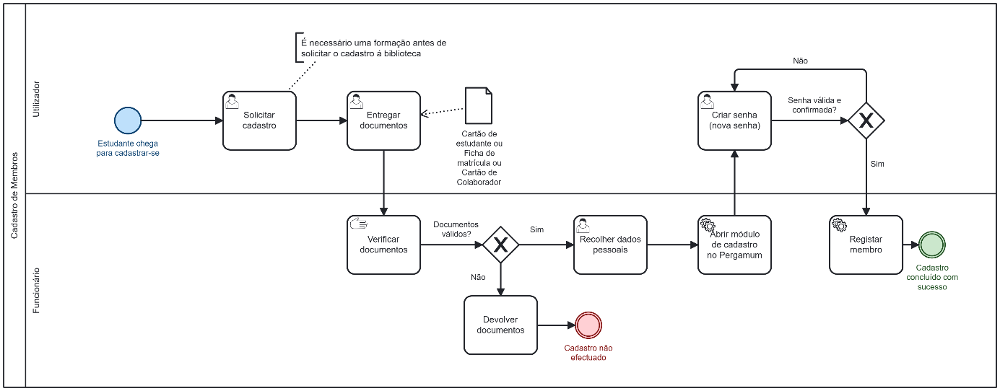 Cadastro de Membros
Utilizador
É necessário uma formação antes de
solicitar o cadastro á biblioteca
Estudante chega
para cadastrar-se
Solicitar
cadastro
Entregar
documentos
Cartão de
estudante ou
Ficha de
matrícula ou
Cartão de
Colaborador
Criar senha
(nova senha)
Senha válida e
confirmada?
Não
Sim
Funcionário
Verificar
documentos
Documentos
válidos?
Sim
Não
Recolher dados
pessoais
Abrir módulo
de cadastro
no Pergamum
Registar
membro
Cadastro
concluído com
sucesso
Devolver
documentos
Cadastro não
efectuado